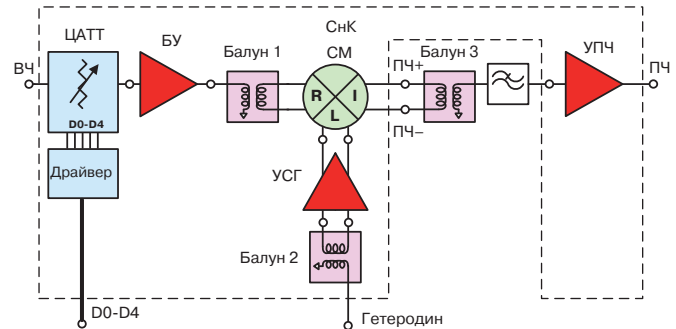 СнК
ЦАТТ
БУ
Балун 1
СМ
ПЧ+
Балун 3
УПЧ
ВЧ
ПЧ
R
I
L
D0-D4
ПЧ–
Драйвер
УСГ
Балун 2
D0-D4
Гетеродин